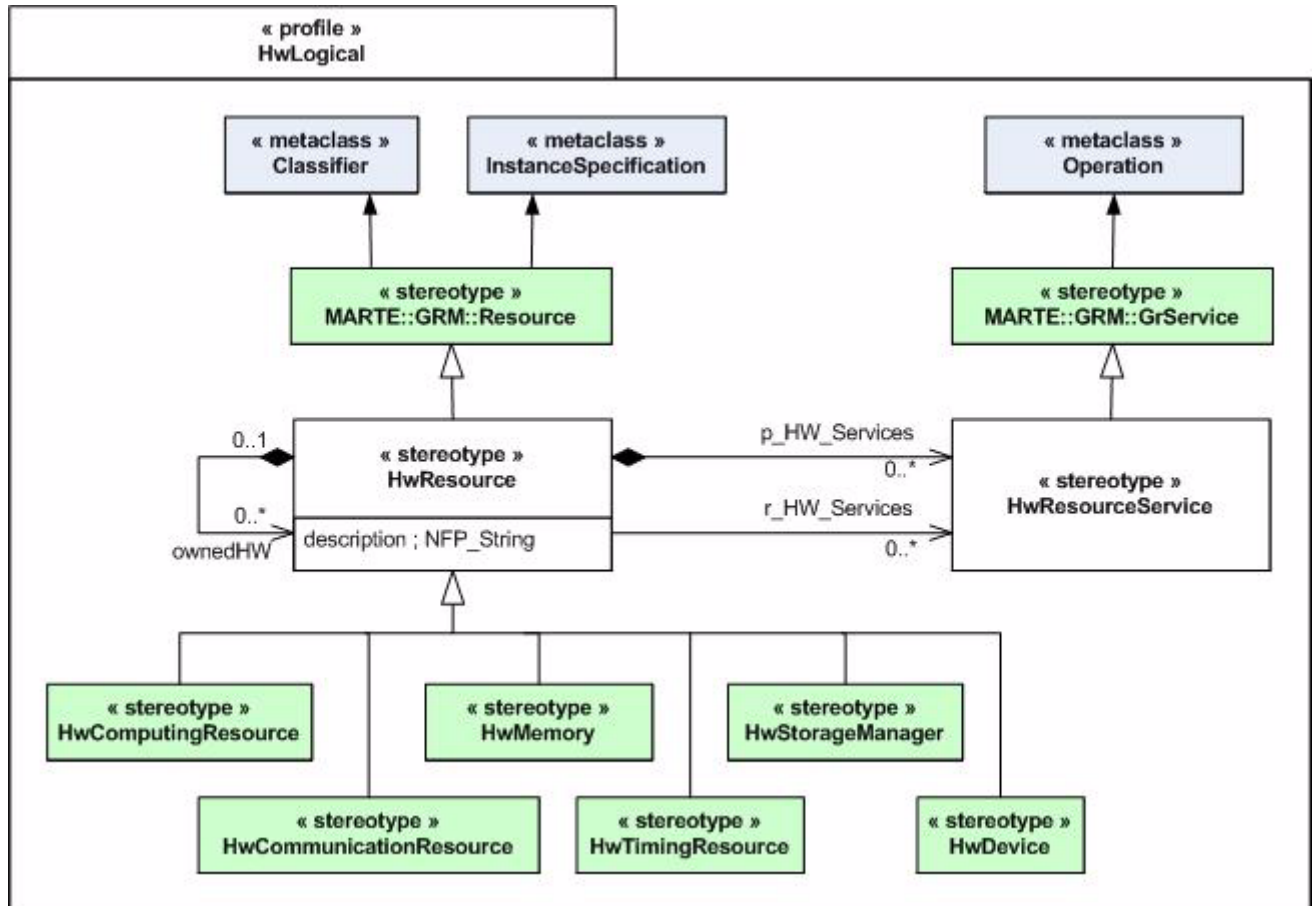 « profile »
HwLogical
« metaclass »
Classifier
« metaclass »
InstanceSpecification
« metaclass »
Operation
« stereotype »
MARTE::GRM::Resource
« stereotype »
MARTE::GRM::GrService
0..1
« stereotype »
HwResource
p_HW_Services
0..*
« stereotype »
HwResourceService
0..*
ownedHW
description ; NFP_String
r_HW_Services
0..*
« stereotype »
HwComputingResource
« stereotype »
HwMemory
« stereotype »
HwStorageManager
« stereotype »
HwCommunicationResource
« stereotype »
HwTimingResource
« stereotype »
HwDevice